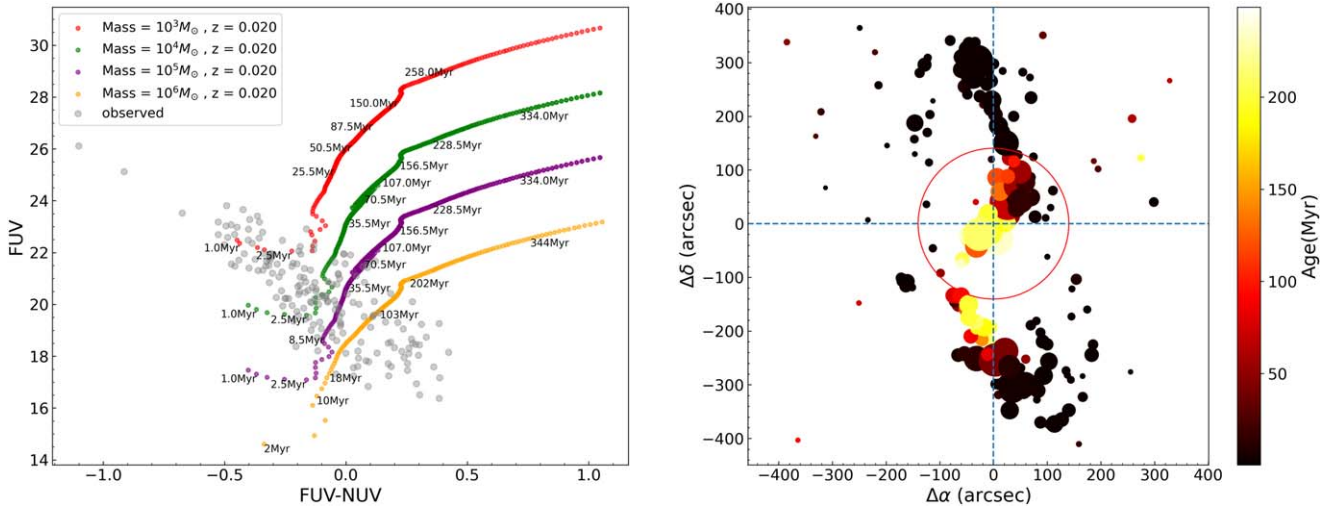 Mass = 10³M⊙ , z = 0.020
Mass = 10⁴M⊙ , z = 0.020
Mass = 10⁵M⊙ , z = 0.020
Mass = 10⁶M⊙ , z = 0.020
observed
258.0Myr
150.0Myr
87.5Myr
50.5Myr
25.5Myr
1.0Myr
2.5Myr
334.0Myr
228.5Myr
156.5Myr
107.0Myr
70.5Myr
35.5Myr
1.0Myr
2.5Myr
334.0Myr
228.5Myr
156.5Myr
107.0Myr
70.5Myr
35.5Myr
8.5Myr
1.0Myr
2.5Myr
344Myr
202Myr
103Myr
18Myr
10Myr
2Myr
FUV
30
28
26
24
22
20
18
16
14
−1.0
−0.5
0.0
0.5
1.0
FUV-NUV
Δδ (arcsec)
400
300
200
100
0
−100
−200
−300
−400
−400
−300
−200
−100
0
100
200
300
400
Δα (arcsec)
200
150
100
50
Age(Myr)